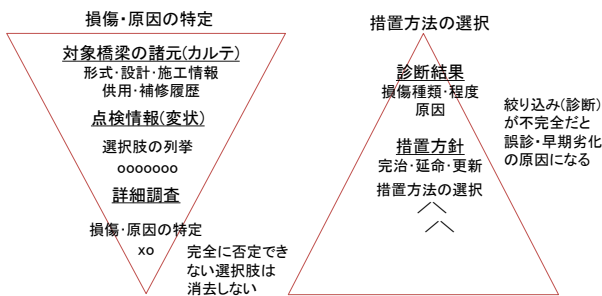 損傷・原因の特定
対象橋梁の諸元(カルテ)
形式・設計・施工情報
供用・補修履歴
点検情報(変状)
選択肢の列挙
ooooooo
詳細調査
損傷・原因の特定
xo
完全に否定でき
ない選択肢は
消去しない
措置方法の選択
診断結果
損傷種類・程度
原因
措置方針
完治・延命・更新
措置方法の選択
絞り込み(診断)
が不完全だと
誤診・早期劣化
の原因になる